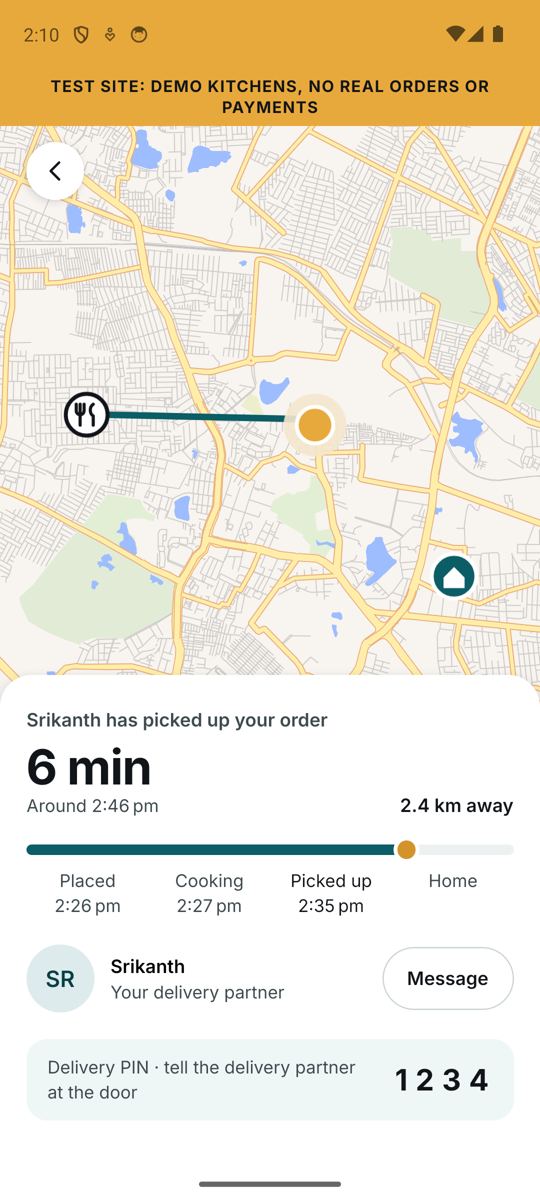 2:10
TEST SITE: DEMO KITCHENS, NO REAL ORDERS OR
PAYMENTS
Srikanth has picked up your order
6 min
Around 2:46 pm
2.4 km away
Placed
2:26 pm
Cooking
2:27 pm
Picked up
2:35 pm
Home
SR
Srikanth
Your delivery partner
Message
Delivery PIN · tell the delivery partner
at the door
1 2 3 4